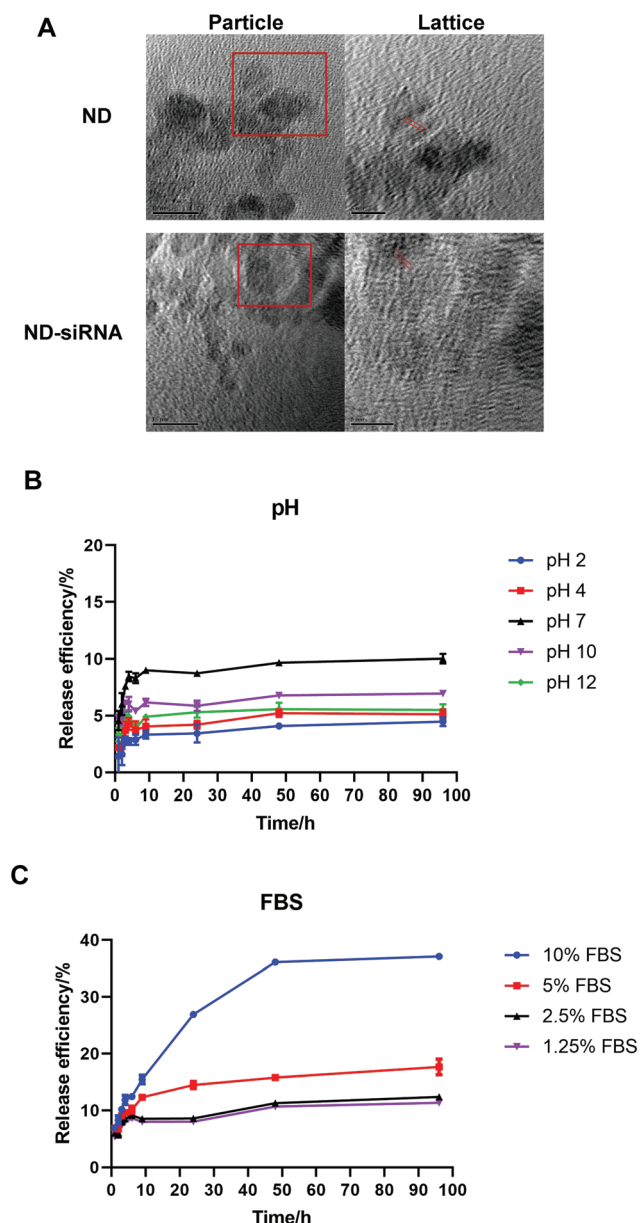 A
Particle
Lattice
ND
ND-siRNA
B
pH
20
15
10
5
0
Release efficiency/%
0 10 20 30 40 50 60 70 80 90 100
Time/h
pH 2
pH 4
pH 7
pH 10
pH 12
C
FBS
40
30
20
10
0
Release efficiency/%
0 10 20 30 40 50 60 70 80 90 100
Time/h
10% FBS
5% FBS
2.5% FBS
1.25% FBS